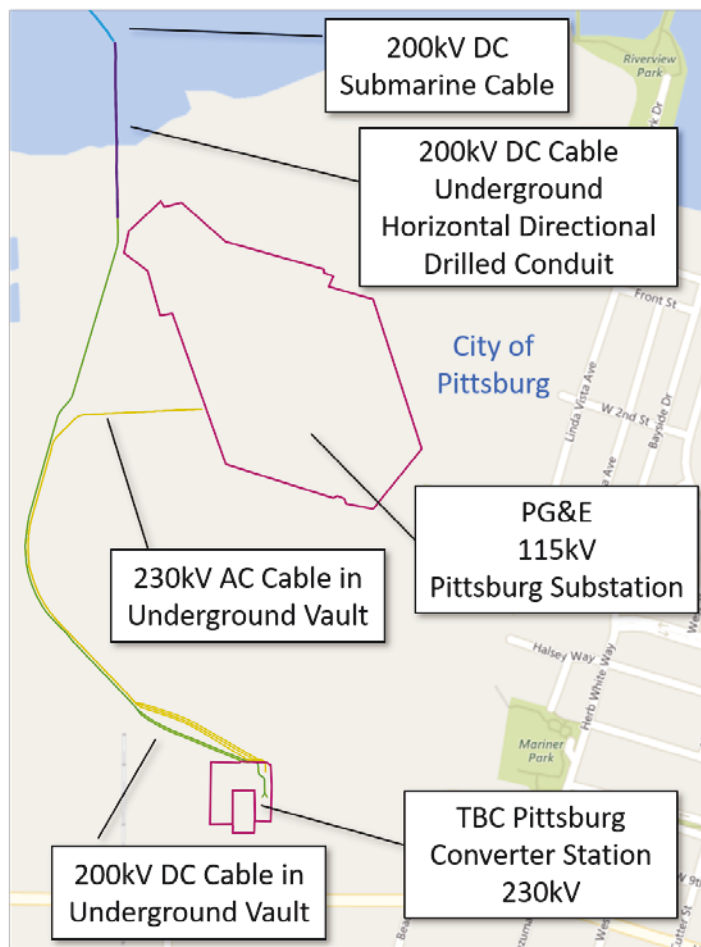 200kV DC
Submarine Cable
Riverview
Park
200kV DC Cable
Underground
Horizontal Directional
Drilled Conduit
Front St
City of
Pittsburg
Linda Vista Ave
W 2nd St
Bayside Dr
PG&E
115kV
Pittsburg Substation
230kV AC Cable in
Underground Vault
Halsey Way
Herb White Way
Mariner
Park
TBC Pittsburg
Converter Station
230kV
200kV DC Cable in
Underground Vault
W 9th